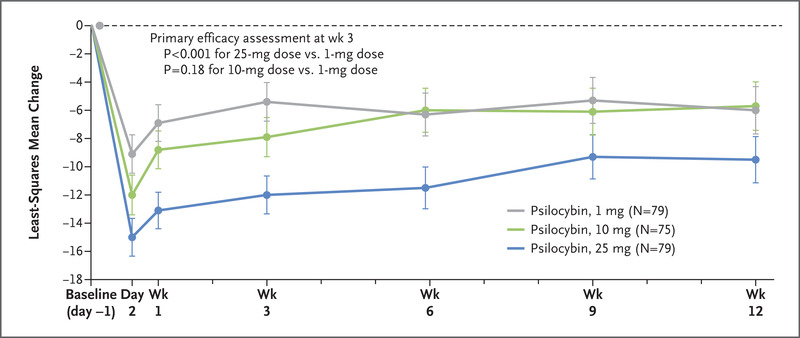 Least-Squares Mean Change
0
−2
−4
−6
−8
−10
−12
−14
−16
−18
Primary efficacy assessment at wk 3
P<0.001 for 25-mg dose vs. 1-mg dose
P=0.18 for 10-mg dose vs. 1-mg dose
Psilocybin, 1 mg (N=79)
Psilocybin, 10 mg (N=75)
Psilocybin, 25 mg (N=79)
Baseline
(day −1)
Day
2
Wk
1
Wk
3
Wk
6
Wk
9
Wk
12